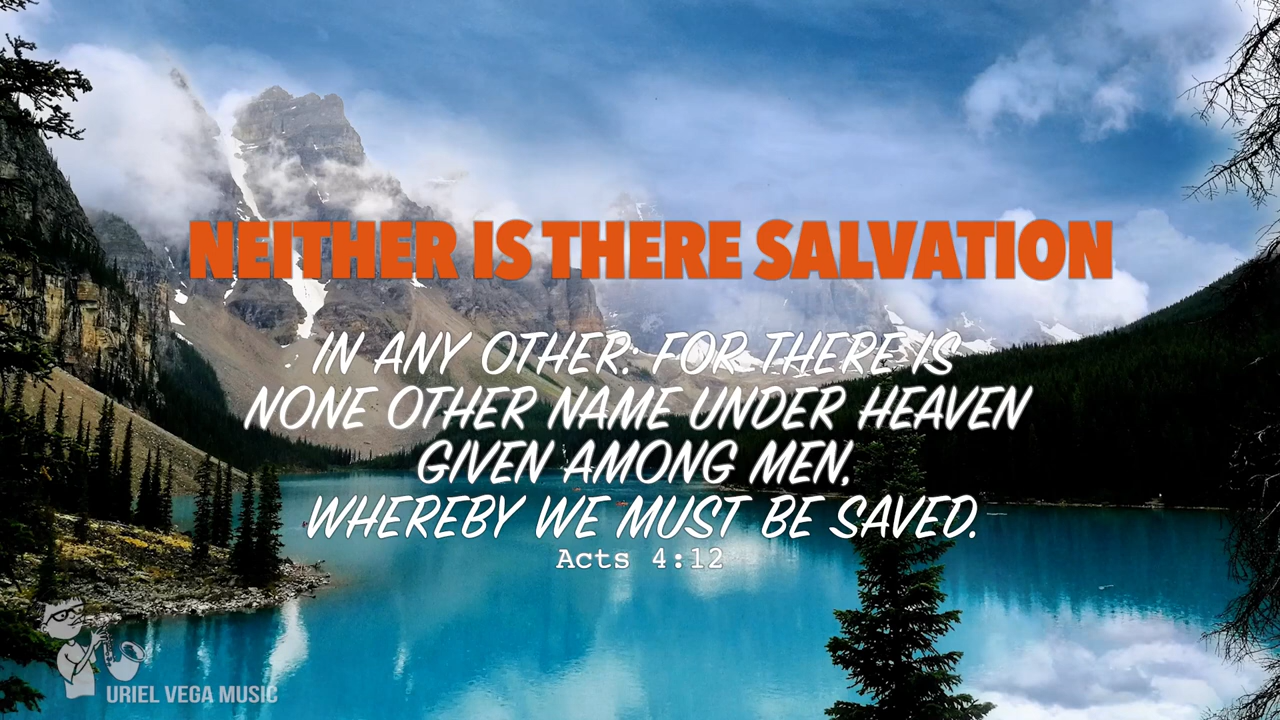 NEITHER IS THERE SALVATION
IN ANY OTHER: FOR THERE IS
NONE OTHER NAME UNDER HEAVEN
GIVEN AMONG MEN,
WHEREBY WE MUST BE SAVED.
Acts 4:12
URIEL VEGA MUSIC